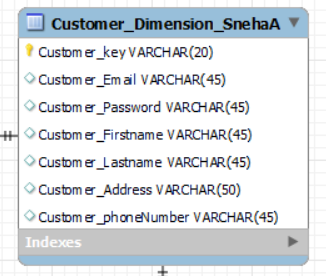 Customer_Dimension_SnehaA
Customer_key VARCHAR(20)
Customer_Email VARCHAR(45)
Customer_Password VARCHAR(45)
Customer_Firstname VARCHAR(45)
Customer_Lastname VARCHAR(45)
Customer_Address VARCHAR(50)
Customer_phoneNumber VARCHAR(45)
Indexes